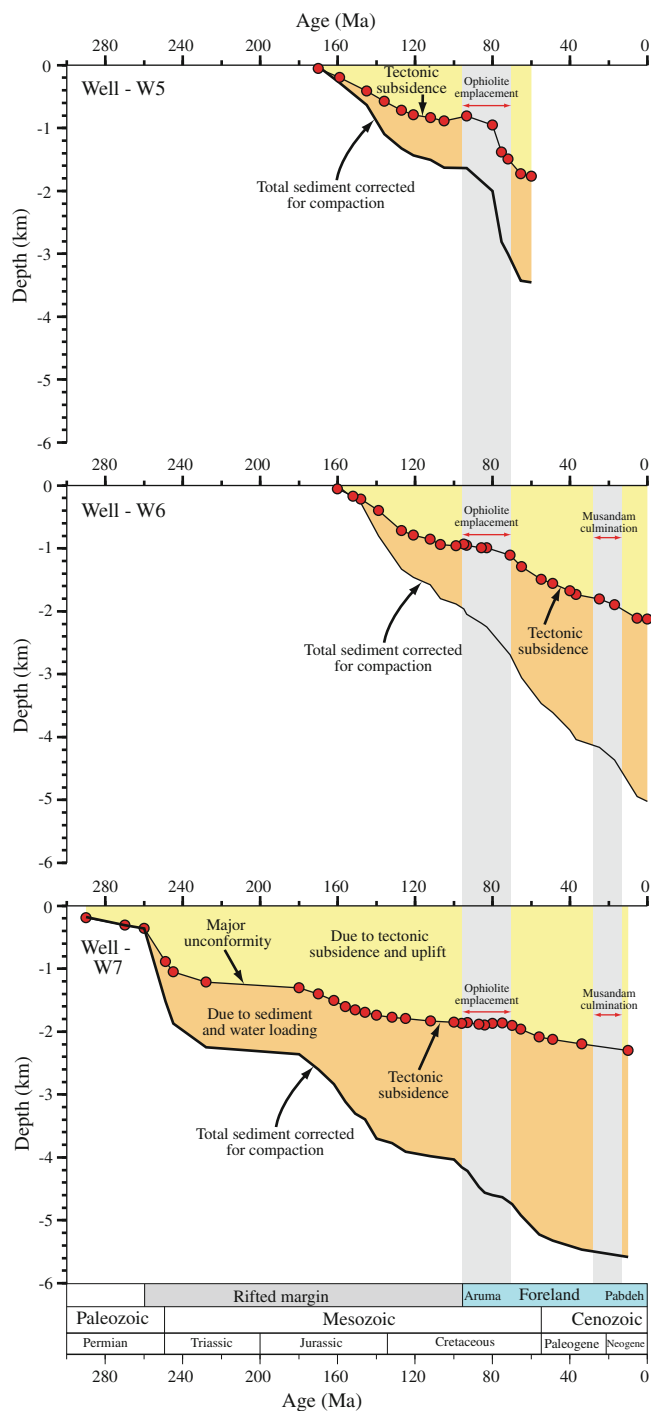 Age (Ma)
280 240 200 160 120 80 40 0
Well - W5
Tectonic
subsidence
Ophiolite
emplacement
Total sediment corrected
for compaction
Depth (km)
0
-1
-2
-3
-4
-5
-6
280 240 200 160 120 80 40 0
Well - W6
Ophiolite
emplacement
Musandam
culmination
Total sediment corrected
for compaction
Tectonic
subsidence
Depth (km)
0
-1
-2
-3
-4
-5
-6
280 240 200 160 120 80 40 0
Well -
W7
Major
unconformity
Due to tectonic
subsidence and uplift
Ophiolite
emplacement
Musandam
culmination
Due to sediment
and water loading
Tectonic
subsidence
Total sediment corrected
for compaction
Depth (km)
0
-1
-2
-3
-4
-5
-6
Rifted margin Aruma Foreland Pabdeh
Paleozoic Mesozoic Cenozoic
Permian Triassic Jurassic Cretaceous Paleogene Neogene
280 240 200 160 120 80 40 0
Age (Ma)